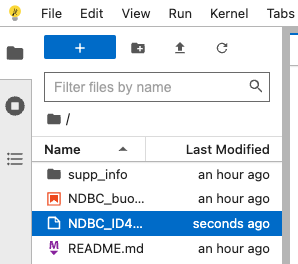 File Edit View Run Kernel Tabs
Filter files by name
/
Name Last Modified
supp_info an hour ago
NDBC_buo... an hour ago
NDBC_ID4... seconds ago
README.md an hour ago